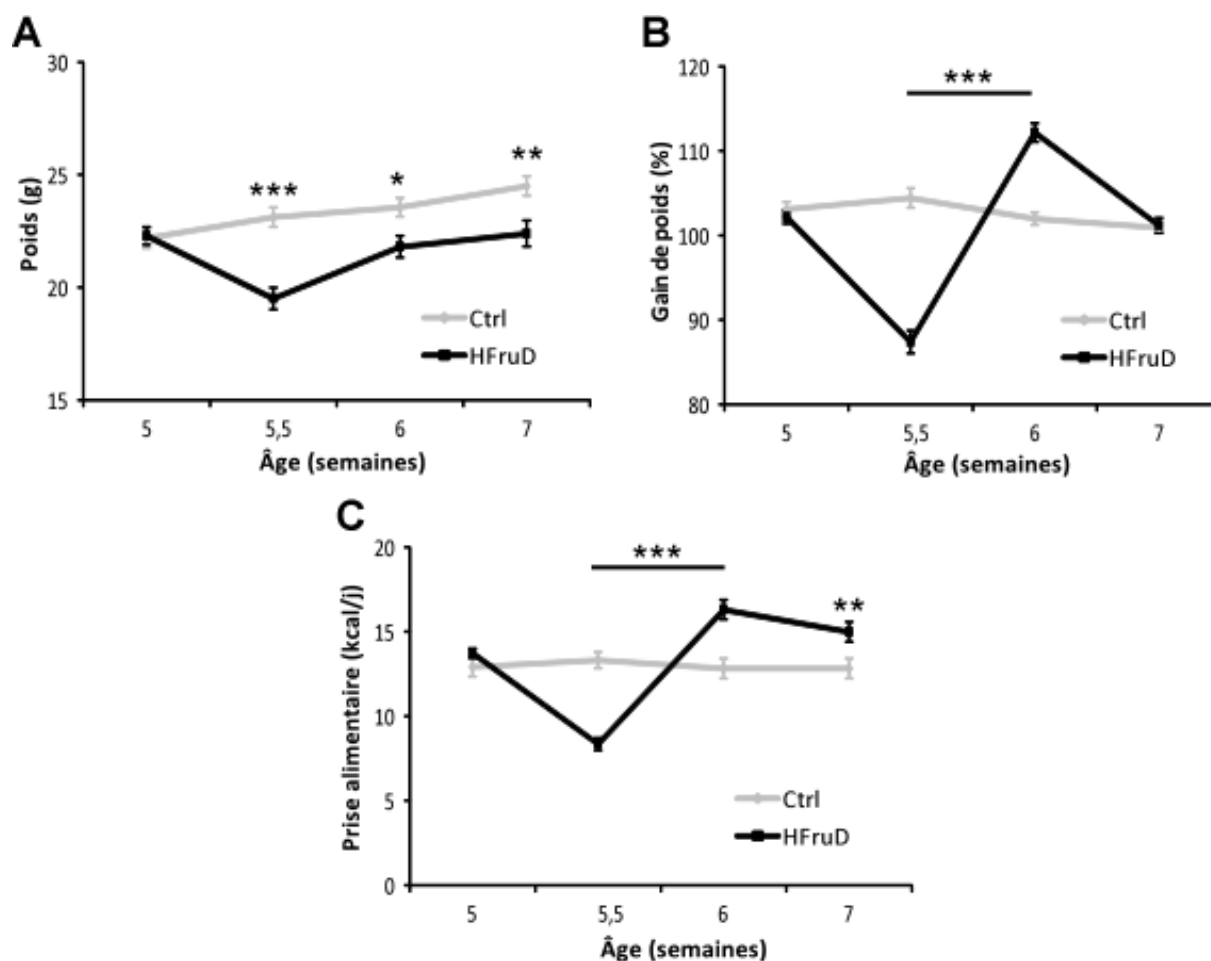 A
Poids (g)
30
25
20
15
***
*
**
Ctrl
HFruD
5
5,5
6
7
Âge (semaines)
B
Gain de poids (%)
120
110
100
90
80
***
Ctrl
HFruD
5
5,5
6
7
Âge (semaines)
C
Prise alimentaire (kcal/j)
20
15
10
5
0
***
**
Ctrl
HFruD
5
5,5
6
7
Âge (semaines)